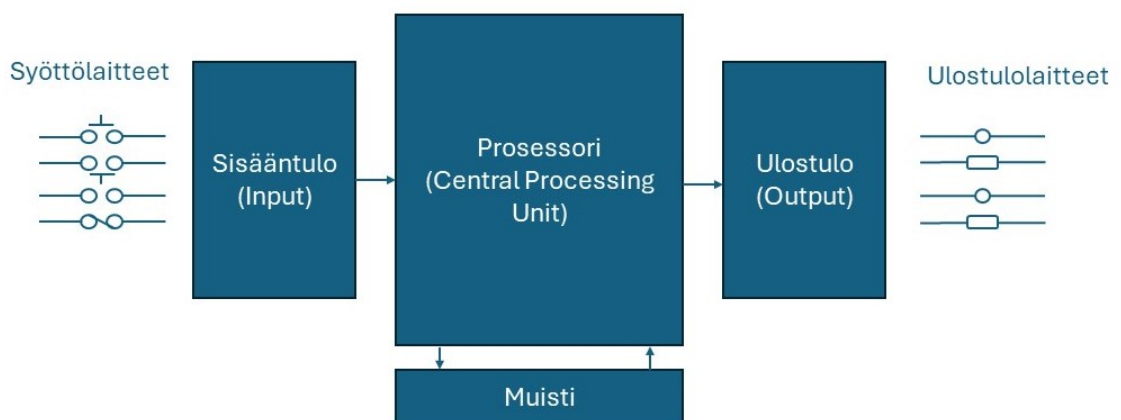 Syöttölaitteet
Sisääntulo
(Input)
Prosessori
(Central Processing
Unit)
Ulostulo
(Output)
Ulostulolaitteet
Muisti